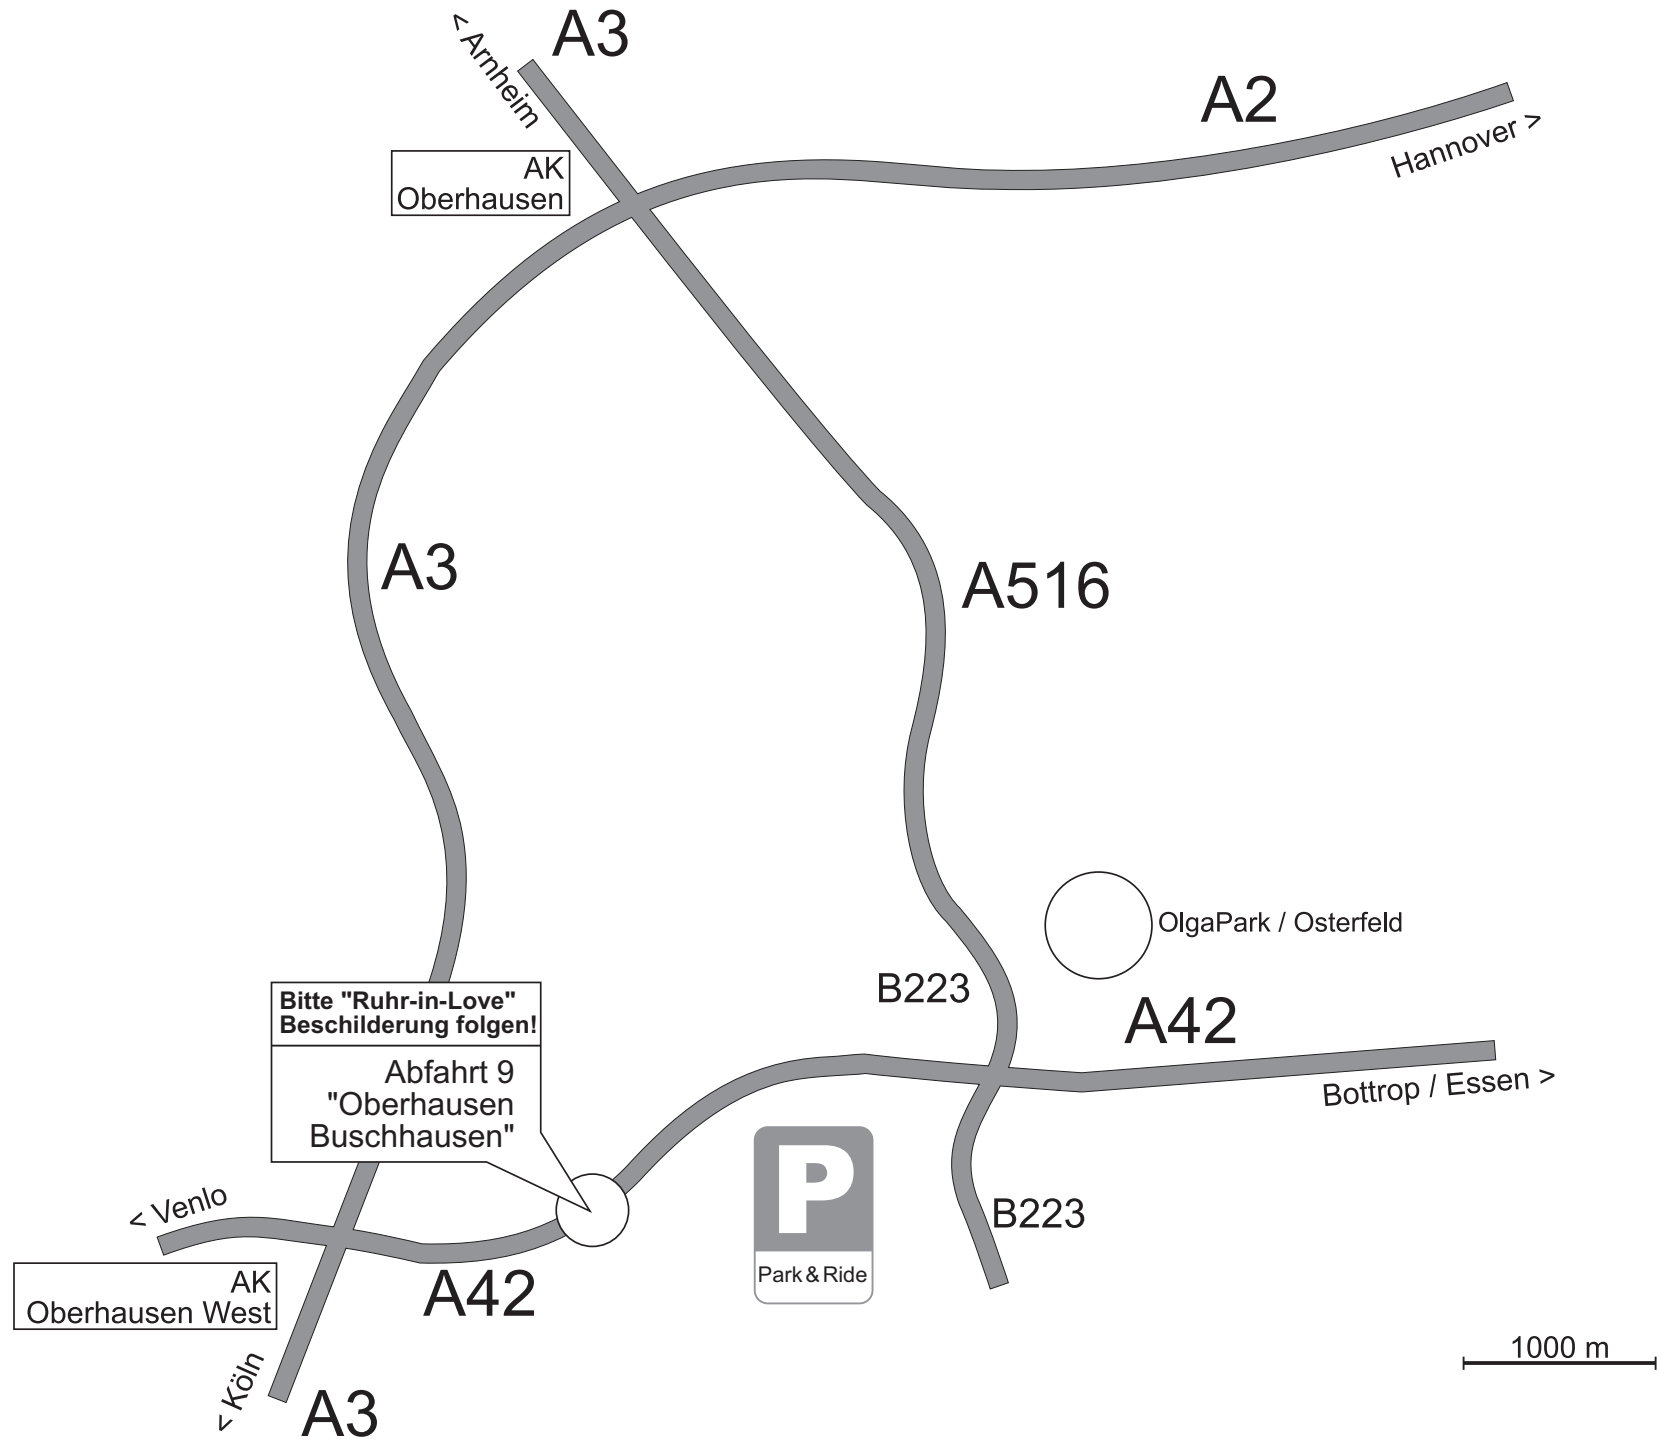 A3
< Arnheim
A2
Hannover >
AK
Oberhausen
A3
A516
OlgaPark / Osterfeld
B223
A42
Bitte "Ruhr-in-Love"
Beschilderung folgen!
Abfahrt 9
"Oberhausen
Buschhausen"
Bottrop / Essen >
P
Park & Ride
B223
< Venlo
AK
Oberhausen West
A42
< Köln
A3
1000 m